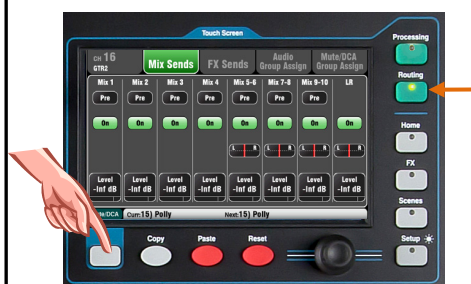 Touch Screen
Processing
CH 16
GTR2
Mix Sends
FX Sends
Audio
Group Assign
Mute/DCA
Group Assign
Routing
Mix 1 Mix 2 Mix 3 Mix 4 Mix 5-6 Mix 7-8 Mix 9-10 LR
Pre Pre Pre Pre Pre Pre Pre
On On On On On On On On
Home
L R L R L R L R
FX
Level Level Level Level Level Level Level Level
-Inf dB -Inf dB -Inf dB -Inf dB -Inf dB -Inf dB -Inf dB -Inf dB
Scenes
/DCA Curr:15) Polly Next:15) Polly
Copy Paste Reset
Setup